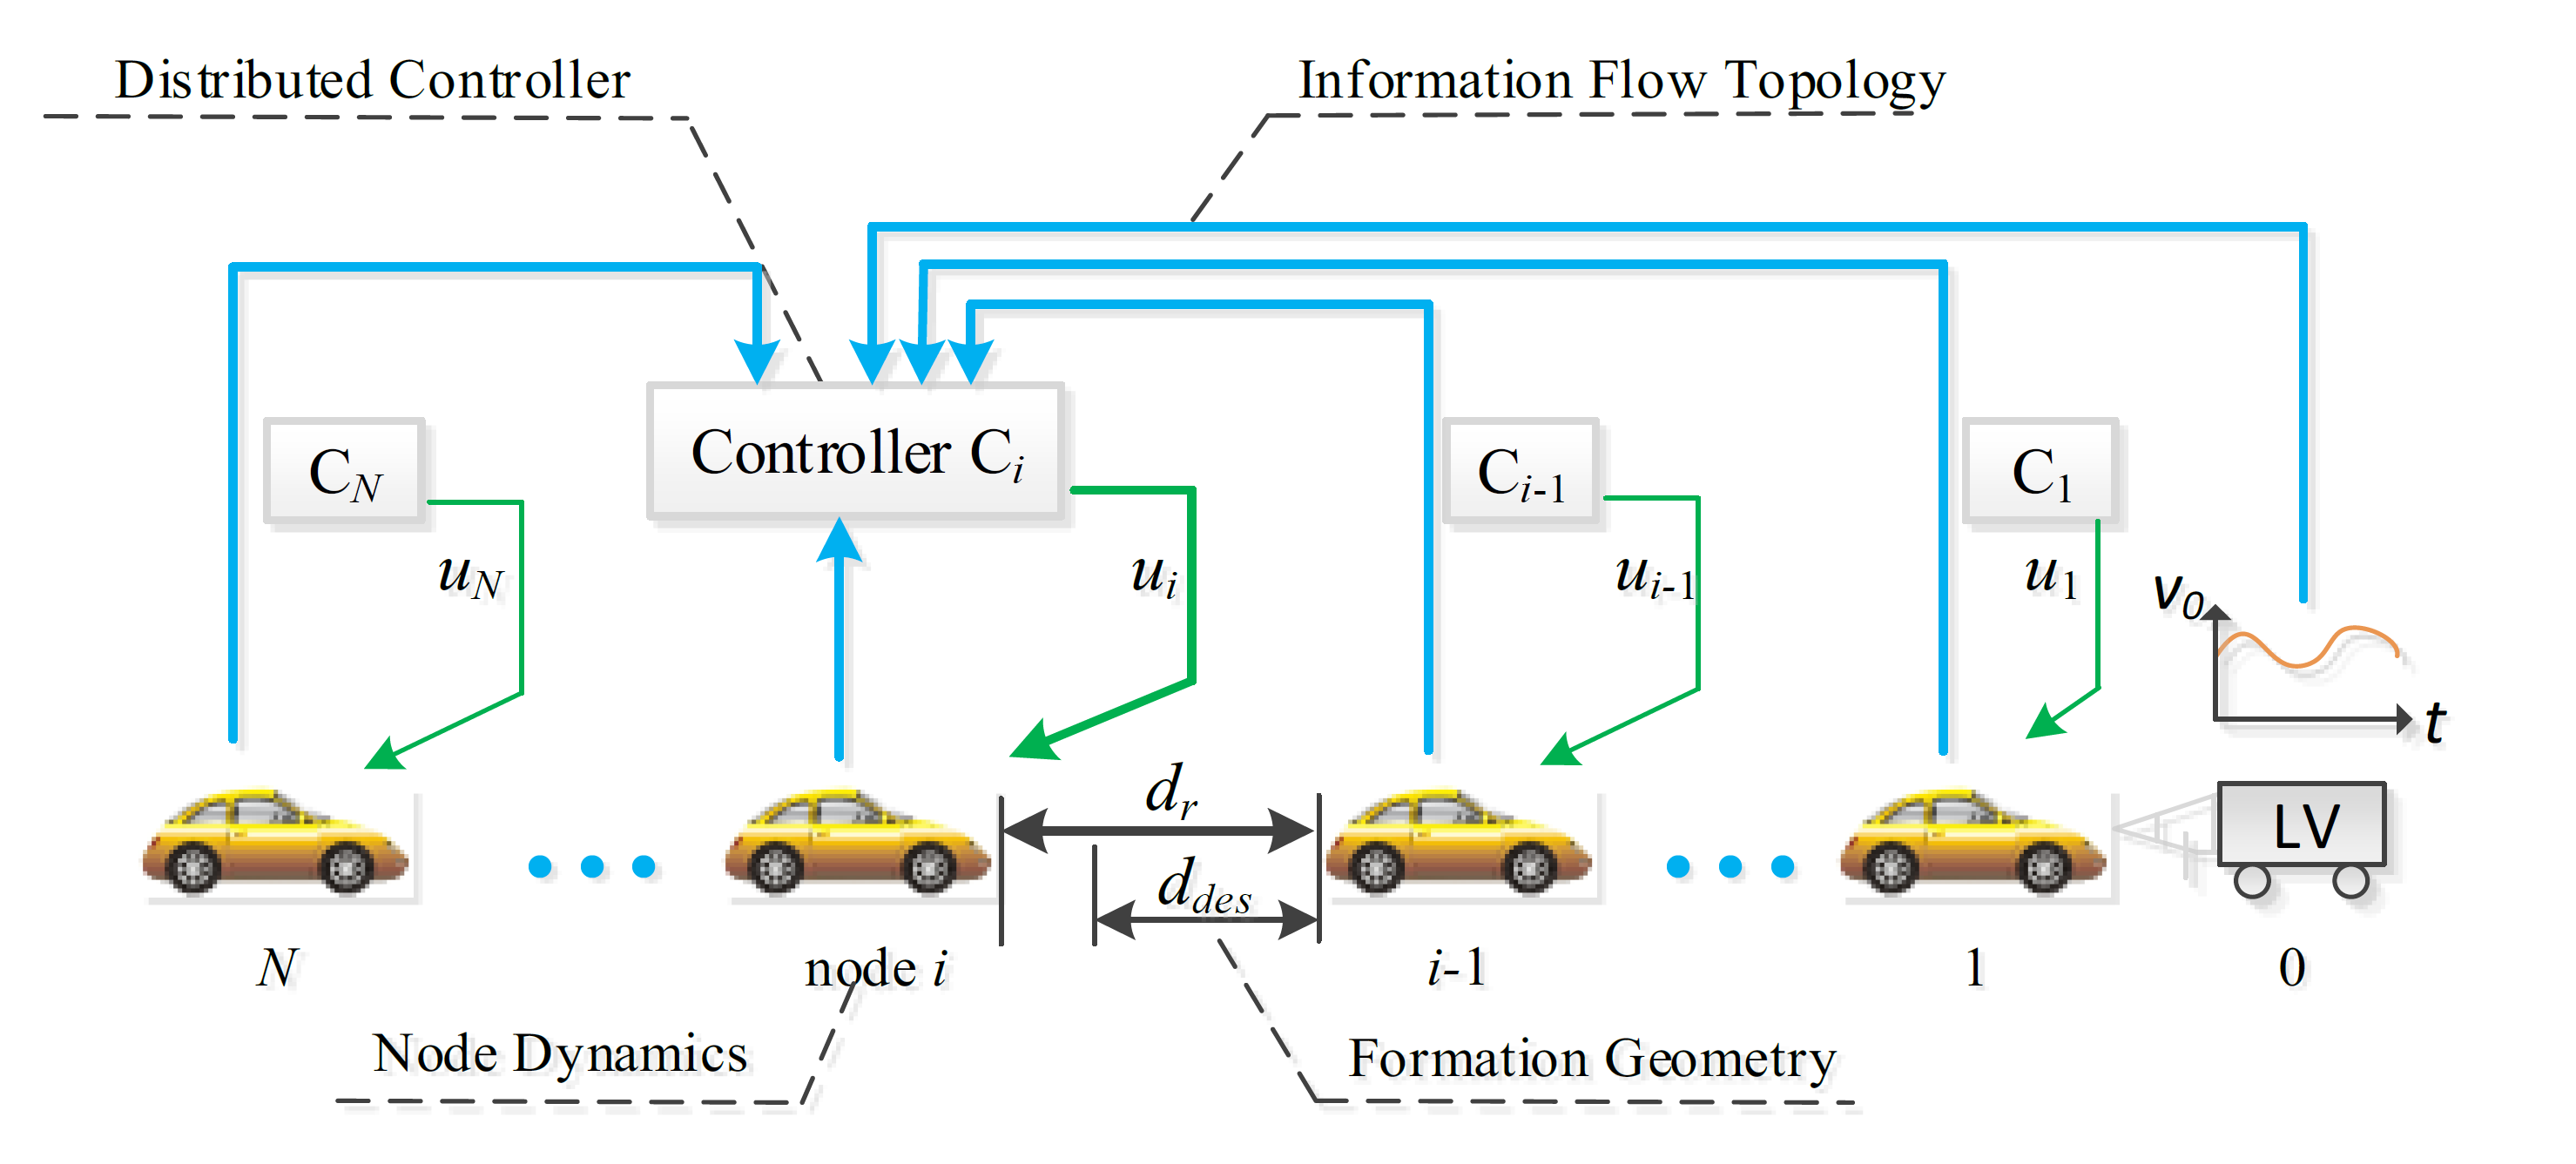 Distributed Controller
Information Flow Topology
C_N
Controller C_i
C_{i-1}
C_1
u_N
u_i
u_{i-1}
u_1
v_0
t
d_r
d_{des}
LV
N
node i
i-1
1
0
Node Dynamics
Formation Geometry